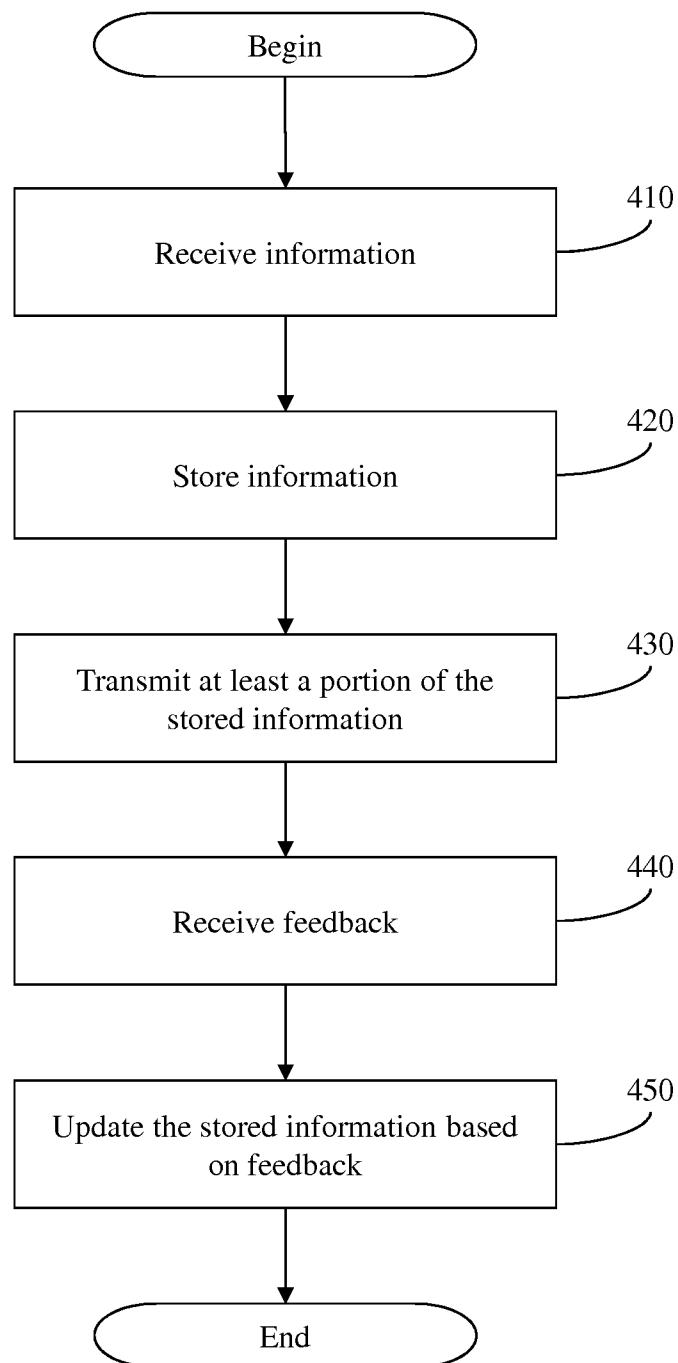 Begin
410
Receive information
420
Store information
430
Transmit at least a portion of the
stored information
440
Receive feedback
450
Update the stored information based
on feedback
End